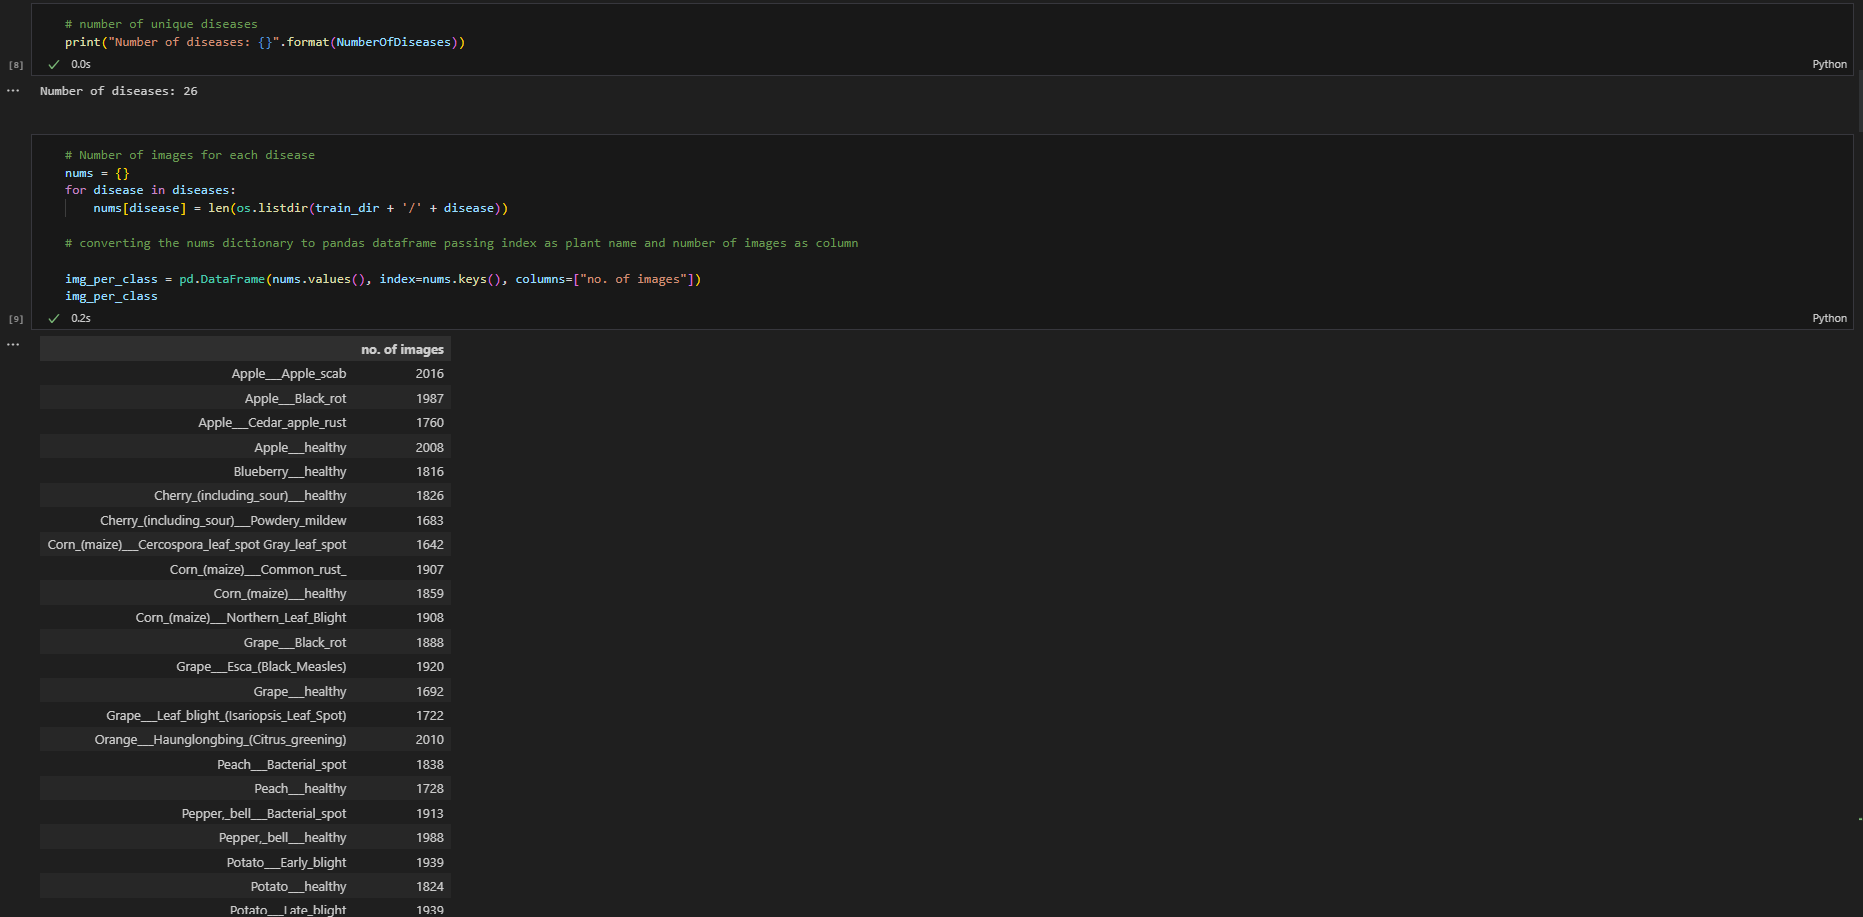 # number of unique diseases
print("Number of diseases: {}".format(NumberOfDiseases))
[8]
0.0s
Python
Number of diseases: 26
# Number of images for each disease
nums = {}
for disease in diseases:
    nums[disease] = len(os.listdir(train_dir + '/' + disease))
# converting the nums dictionary to pandas dataframe passing index as plant name and number of images as column
img_per_class = pd.DataFrame(nums.values(), index=nums.keys(), columns=["no. of images"])
img_per_class
[9]
0.2s
Python
no. of images
Apple___Apple_scab 2016
Apple___Black_rot 1987
Apple___Cedar_apple_rust 1760
Apple___healthy 2008
Blueberry___healthy 1816
Cherry_(including_sour)___healthy 1826
Cherry_(including_sour)___Powdery_mildew 1683
Corn_(maize)___Cercospora_leaf_spot Gray_leaf_spot 1642
Corn_(maize)___Common_rust_ 1907
Corn_(maize)___healthy 1859
Corn_(maize)___Northern_Leaf_Blight 1908
Grape___Black_rot 1888
Grape___Esca_(Black_Measles) 1920
Grape___healthy 1692
Grape___Leaf_blight_(Isariopsis_Leaf_Spot) 1722
Orange___Haunglongbing_(Citrus_greening) 2010
Peach___Bacterial_spot 1838
Peach___healthy 1728
Pepper,_bell___Bacterial_spot 1913
Pepper,_bell___healthy 1988
Potato___Early_blight 1939
Potato___healthy 1824
Potato___Late_blight 1939